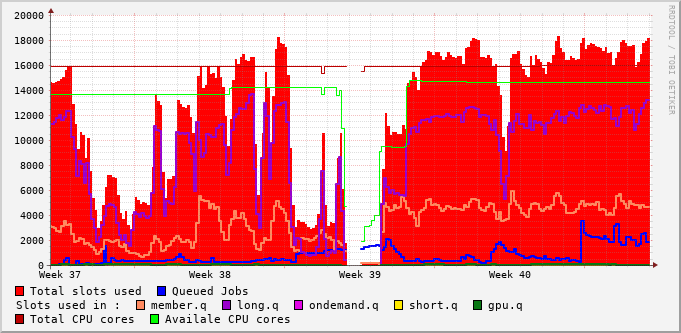 20000
18000
16000
14000
12000
10000
8000
6000
4000
2000
0
Week 37 Week 38 Week 39 Week 40
Total slots used Queued Jobs
Slots used in : member.q long.q ondemand.q short.q gpu.q
Total CPU cores Availale CPU cores
RRDTOOL / TOBI OETIKER